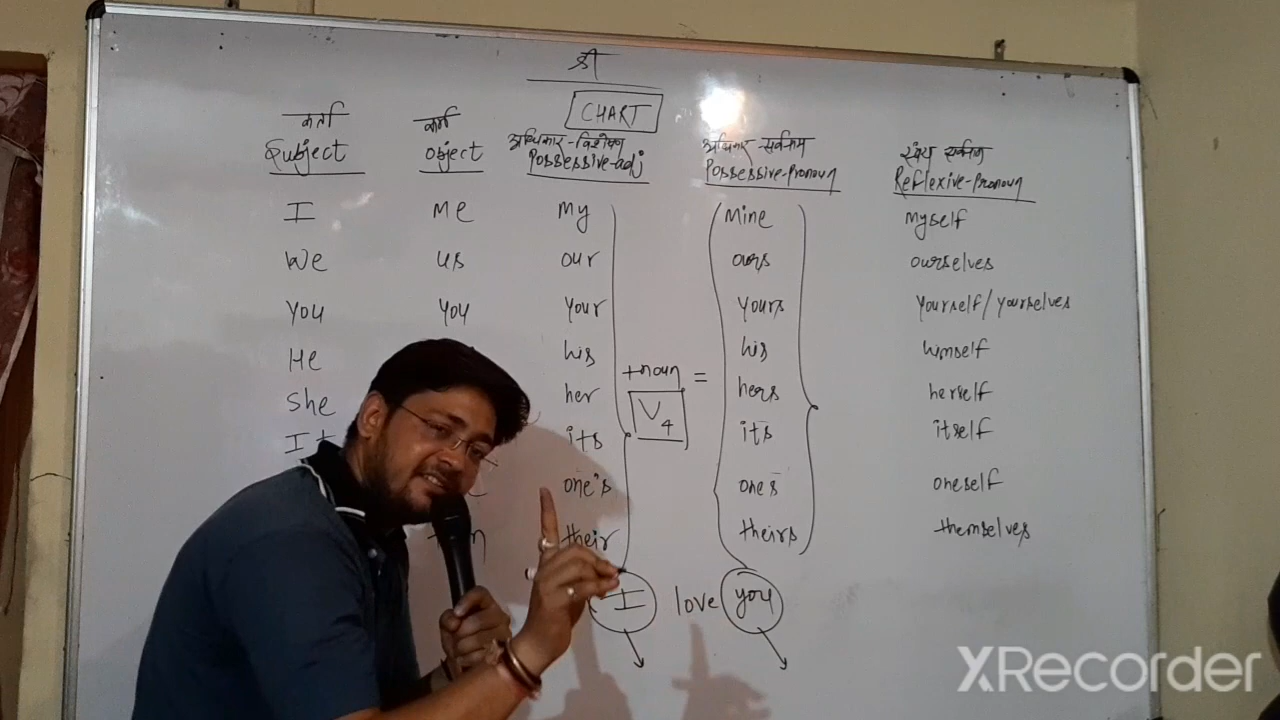 श्री
CHART
कर्ता कर्म अधिकार-विशेषण अधिकार-सर्वनाम स्वयं सर्वनाम
Subject Object Possessive-adj Possessive-Pronoun Reflexive-Pronoun
I me my Mine myself
We us our ours ourselves
You you your yours yourself/yourselves
He his his himself
She her hers herself
It its its itself
one's ones oneself
their theirs themselves
+noun =
V4
I love you
XRecorder